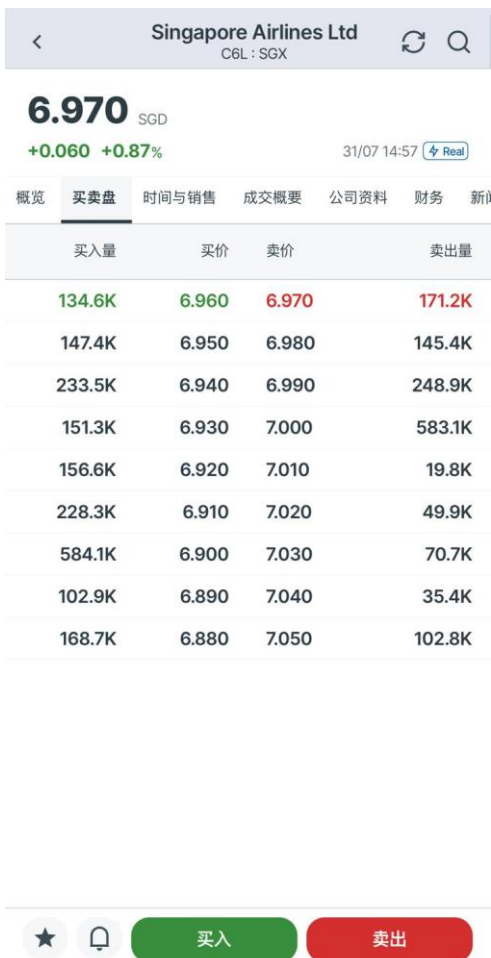 Singapore Airlines Ltd
C6L : SGX
6.970 SGD
+0.060 +0.87%
31/07 14:57 Real
概览 买卖盘 时间与销售 成交概要 公司资料 财务
买入量 买价 卖价 卖出量
134.6K 6.960 6.970 171.2K
147.4K 6.950 6.980 145.4K
233.5K 6.940 6.990 248.9K
151.3K 6.930 7.000 583.1K
156.6K 6.920 7.010 19.8K
228.3K 6.910 7.020 49.9K
584.1K 6.900 7.030 70.7K
102.9K 6.890 7.040 35.4K
168.7K 6.880 7.050 102.8K
买入 卖出